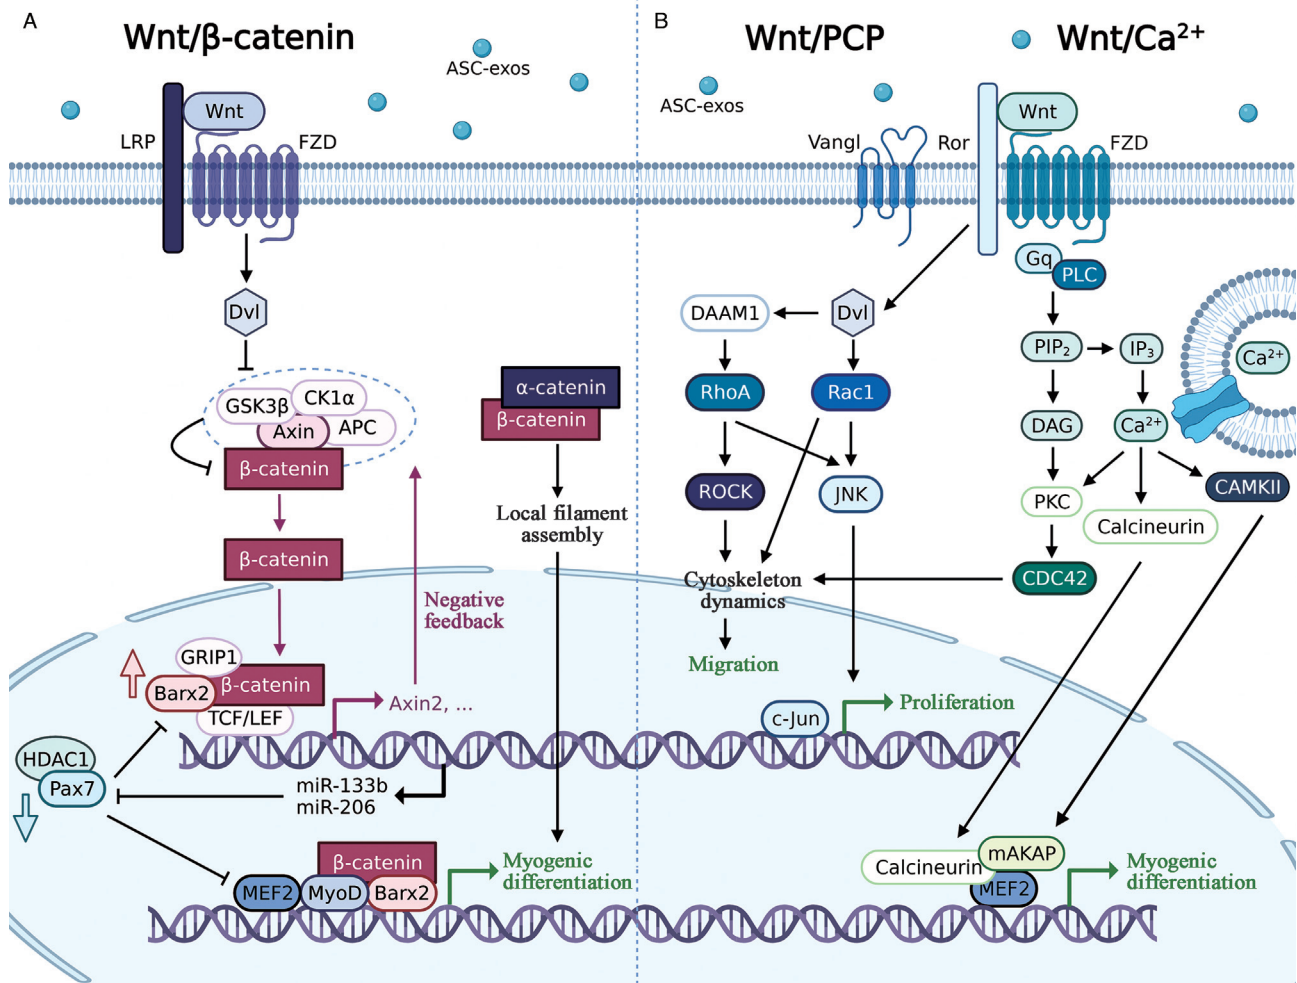 A
Wnt/β-catenin
ASC-exos
Wnt
LRP
FZD
Dvl
GSK3β
CK1α
Axin
APC
β-catenin
β-catenin
α-catenin
β-catenin
Local filament
assembly
Negative
feedback
GRIP1
β-catenin
Barx2
TCF/LEF
Axin2, ...
HDAC1
Pax7
miR-133b
miR-206
β-catenin
MEF2
MyoD
Barx2
Myogenic
differentiation
B
Wnt/PCP
Wnt/Ca²⁺
ASC-exos
Wnt
Vangl
Ror
FZD
Gq
PLC
DAAM1
Dvl
PIP₂
IP₃
Ca²⁺
RhoA
Rac1
DAG
Ca²⁺
ROCK
JNK
PKC
CAMKII
Calcineurin
Cytoskeleton
dynamics
CDC42
Migration
c-Jun
Proliferation
Calcineurin
mAKAP
MEF2
Myogenic
differentiation